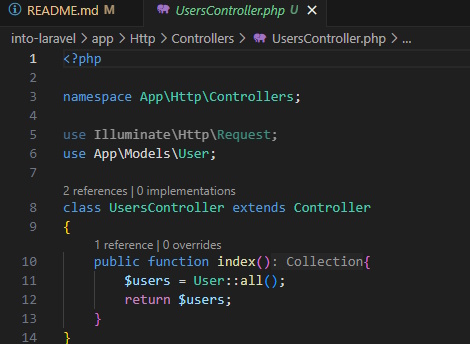 README.md M UsersController.php U
into-laravel > app > Http > Controllers > UsersController.php > ...
1 <?php
2
3 namespace App\Http\Controllers;
4
5 use Illuminate\Http\Request;
6 use App\Models\User;
7
2 references | 0 implementations
8 class UsersController extends Controller
9 {
1 reference | 0 overrides
10 public function index(): Collection{
11 $users = User::all();
12 return $users;
13 }
14 }